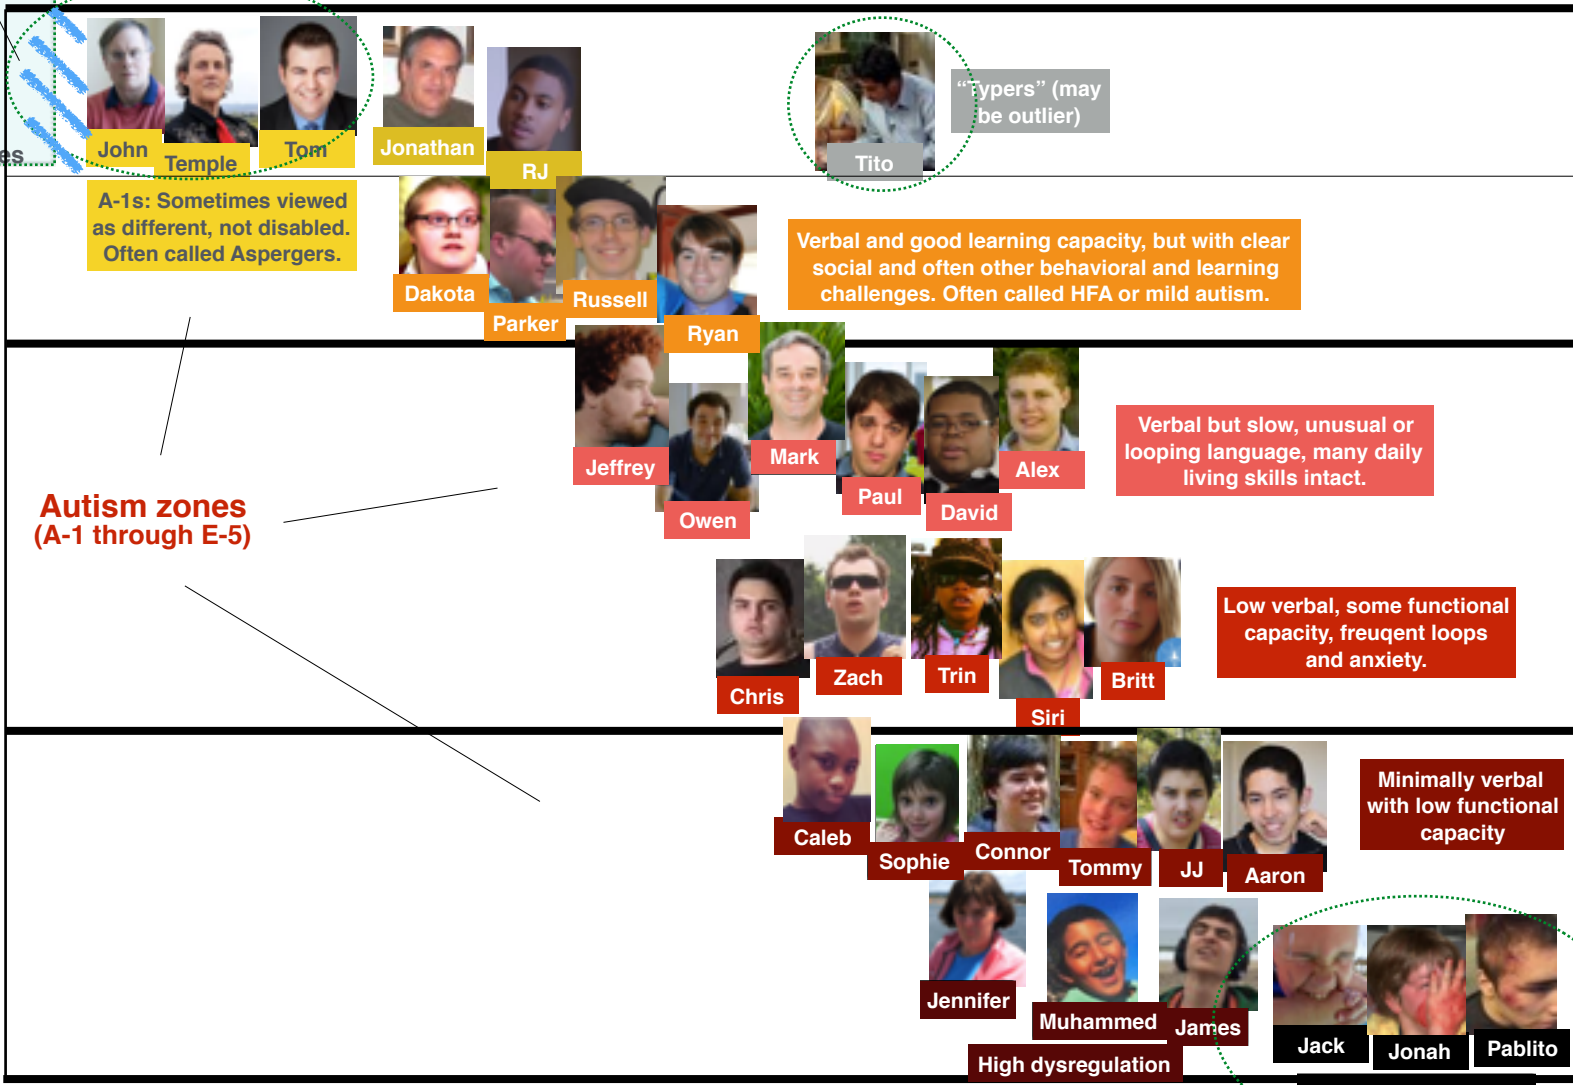 es
John
Temple
Tom
Jonathan
RJ
Tito
“Typers” (may
be outlier)
A-1s: Sometimes viewed
as different, not disabled.
Often called Aspergers.
Dakota
Parker
Russell
Ryan
Verbal and good learning capacity, but with clear
social and often other behavioral and learning
challenges. Often called HFA or mild autism.
Jeffrey
Owen
Mark
Paul
David
Alex
Verbal but slow, unusual or
looping language, many daily
living skills intact.
Autism zones
(A-1 through E-5)
Chris
Zach
Trin
Siri
Britt
Low verbal, some functional
capacity, freuqent loops
and anxiety.
Caleb
Sophie
Connor
Tommy
JJ
Aaron
Minimally verbal
with low functional
capacity
Jennifer
Muhammed
James
Jack
Jonah
Pablito
High dysregulation